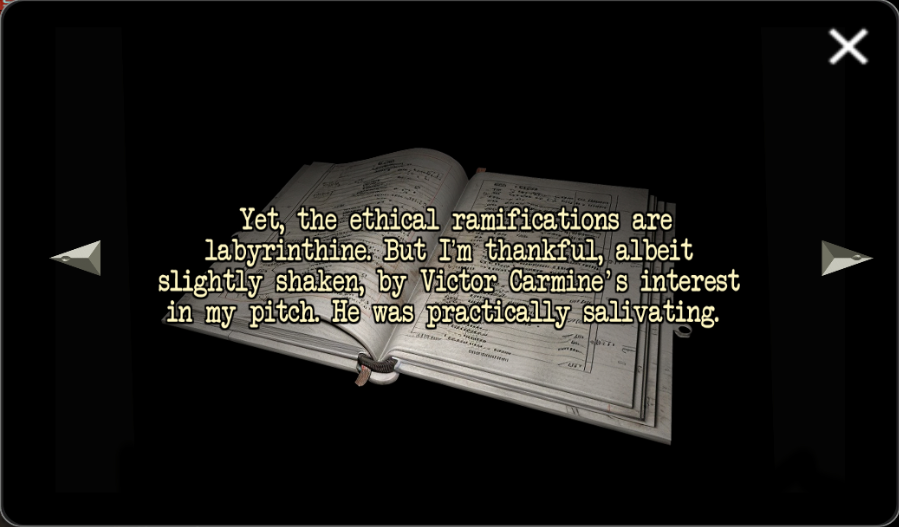 Yet, the ethical ramifications are
labyrinthine. But I'm thankful, albeit
slightly shaken, by Victor Carmine's interest
in my pitch. He was practically salivating.